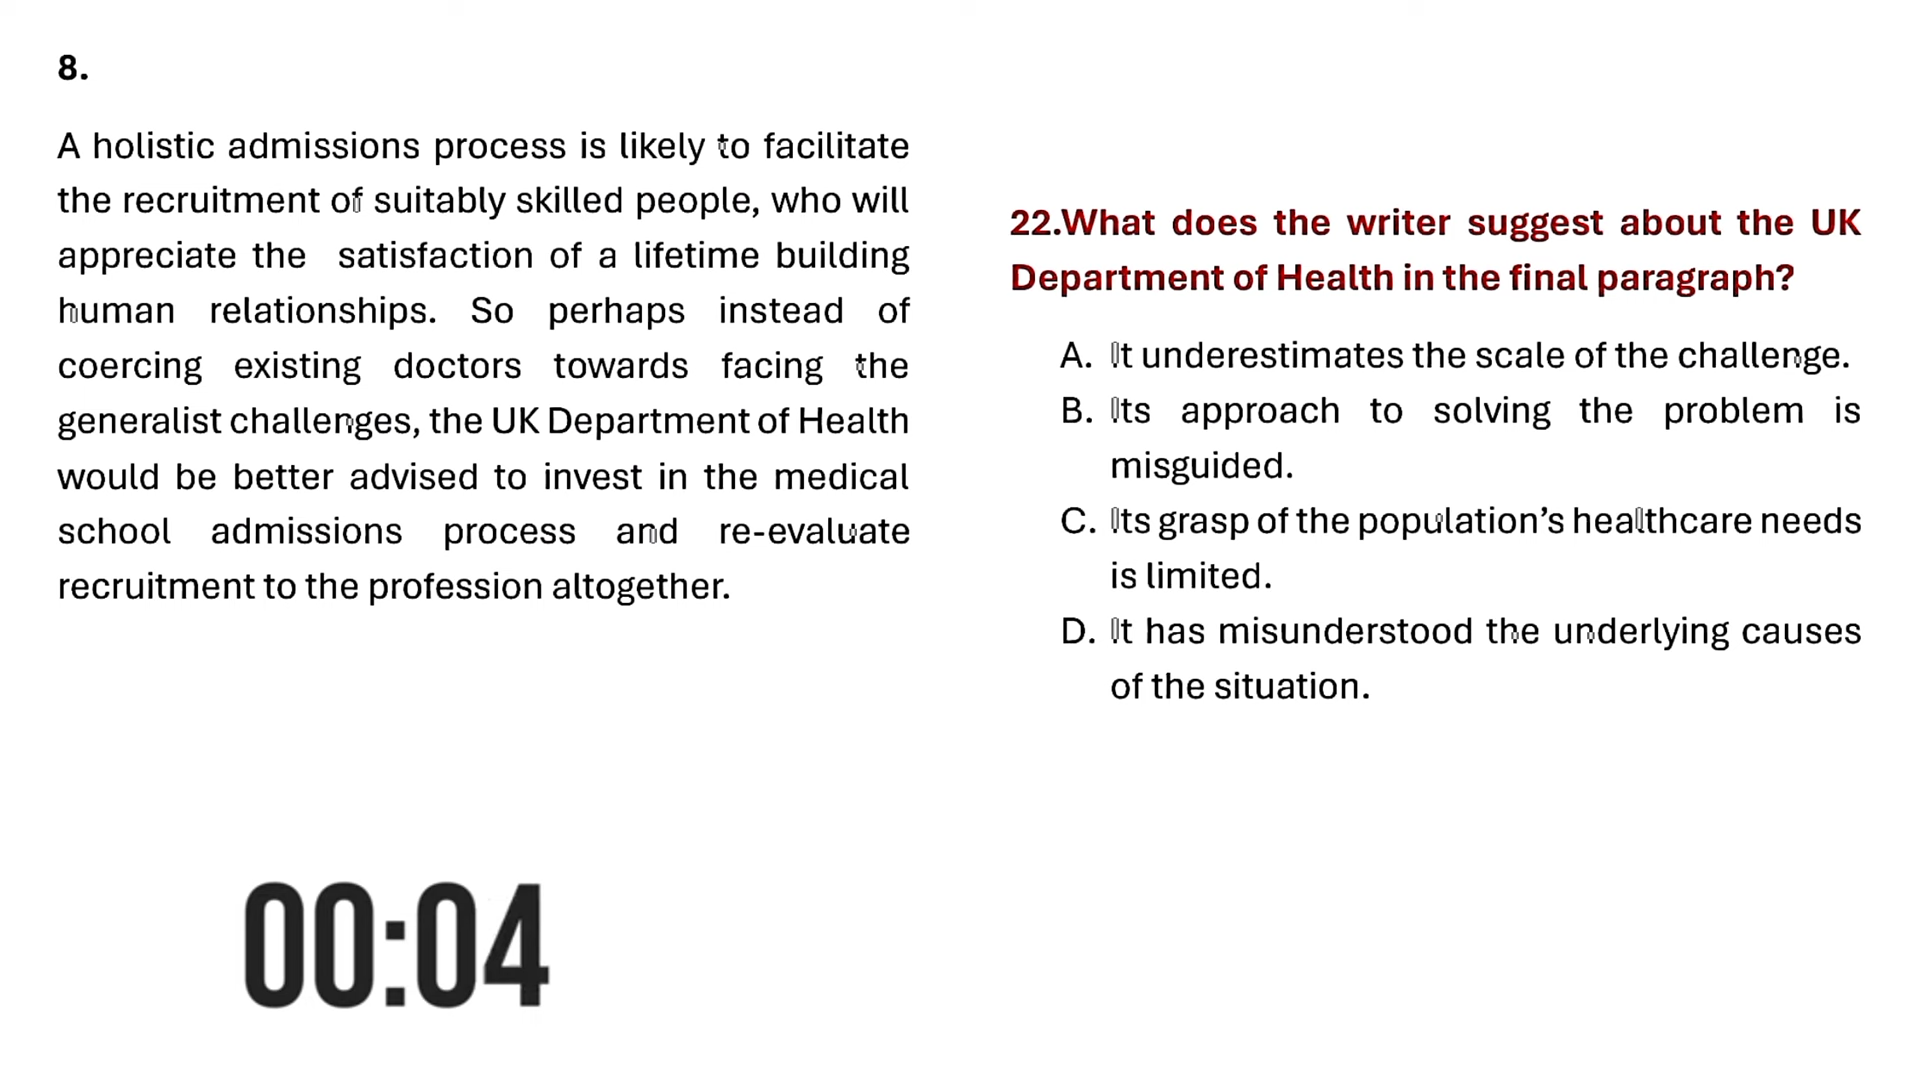 8.
A holistic admissions process is likely to facilitate
the recruitment of suitably skilled people, who will
appreciate the satisfaction of a lifetime building
human relationships. So perhaps instead of
coercing existing doctors towards facing the
generalist challenges, the UK Department of Health
would be better advised to invest in the medical
school admissions process and re-evaluate
recruitment to the profession altogether.
22.What does the writer suggest about the UK
Department of Health in the final paragraph?
A. It underestimates the scale of the challenge.
B. Its approach to solving the problem is
misguided.
C. Its grasp of the population’s healthcare needs
is limited.
D. It has misunderstood the underlying causes
of the situation.
00:04